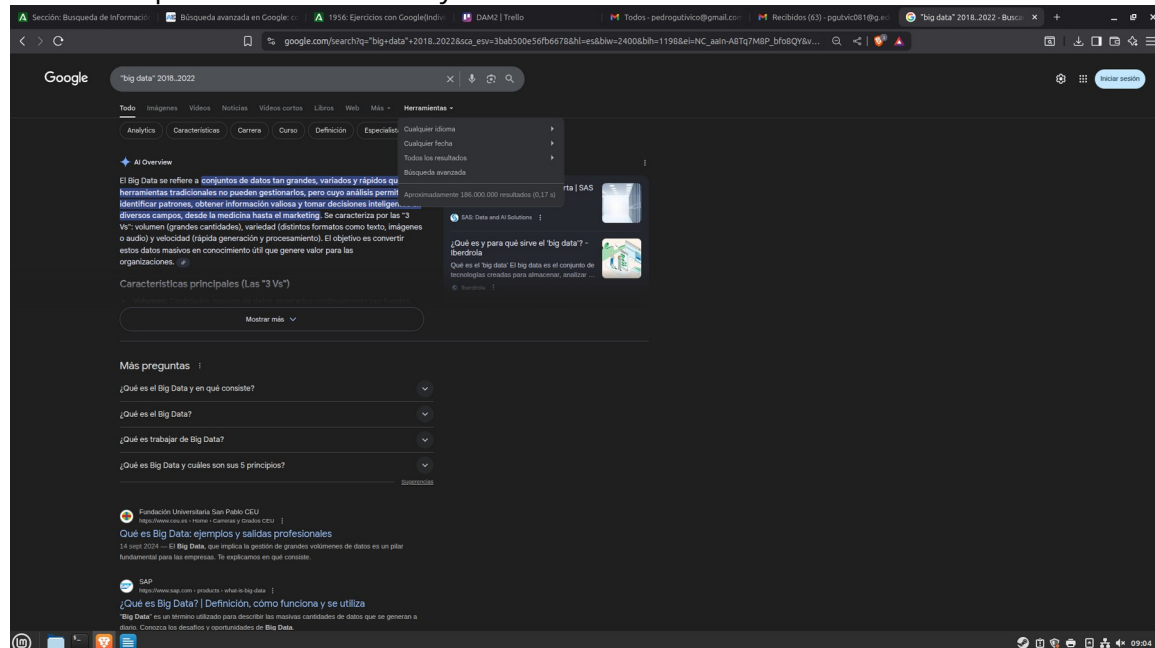 Sección: Busqueda de Informació
Búsqueda avanzada en Google: co
1956: Ejercicios con Google(indivi
DAM2 | Trello
Todos - pedrogutivico@gmail.com
Recibidos (63) - pgutvic081@g.ed
"big data" 2018..2022 - Busca
google.com/search?q="big+data"+2018..2022&sca_esv=3bab500e56fb6678&hl=es&biw=2400&bih=1198&ei=NC_aaIn-A8Tq7M8P_bfo8QY&v...
Google
"big data" 2018..2022
Iniciar sesión
Todo Imágenes Vídeos Noticias Vídeos cortos Libros Web Más Herramientas
Analytics Características Carrera Curso Definición Especialist
Cualquier idioma
Cualquier fecha
Todos los resultados
Búsqueda avanzada
Aproximadamente 186.000.000 resultados (0,17 s)
AI Overview
El Big Data se refiere a conjuntos de datos tan grandes, variados y rápidos qu
herramientas tradicionales no pueden gestionarlos, pero cuyo análisis permit
identificar patrones, obtener información valiosa y tomar decisiones inteligen
diversos campos, desde la medicina hasta el marketing. Se caracteriza por las "3
Vs": volumen (grandes cantidades), variedad (distintos formatos como texto, imágenes
o audio) y velocidad (rápida generación y procesamiento). El objetivo es convertir
estos datos masivos en conocimiento útil que genere valor para las
organizaciones.
Características principales (Las "3 Vs")
Mostrar más
rta | SAS
SAS: Data and AI Solutions
¿Qué es y para qué sirve el 'big data'? -
Iberdrola
Qué es el 'big data' El big data es el conjunto de
tecnologías creadas para almacenar, analizar ...
Iberdrola
Más preguntas
¿Qué es el Big Data y en qué consiste?
¿Qué es el Big Data?
¿Qué es trabajar de Big Data?
¿Qué es Big Data y cuáles son sus 5 principios?
Sugerencias
Fundación Universitaria San Pablo CEU
https://www.ceu.es › Home › Carreras y Grados CEU
Qué es Big Data: ejemplos y salidas profesionales
14 sept 2024 — El Big Data, que implica la gestión de grandes volúmenes de datos es un pilar
fundamental para las empresas. Te explicamos en qué consiste.
SAP
https://www.sap.com › products › what-is-big-data
¿Qué es Big Data? | Definición, cómo funciona y se utiliza
"Big Data" es un término utilizado para describir las masivas cantidades de datos que se generan a
diario. Conozca los desafíos y oportunidades de Big Data.
09:04